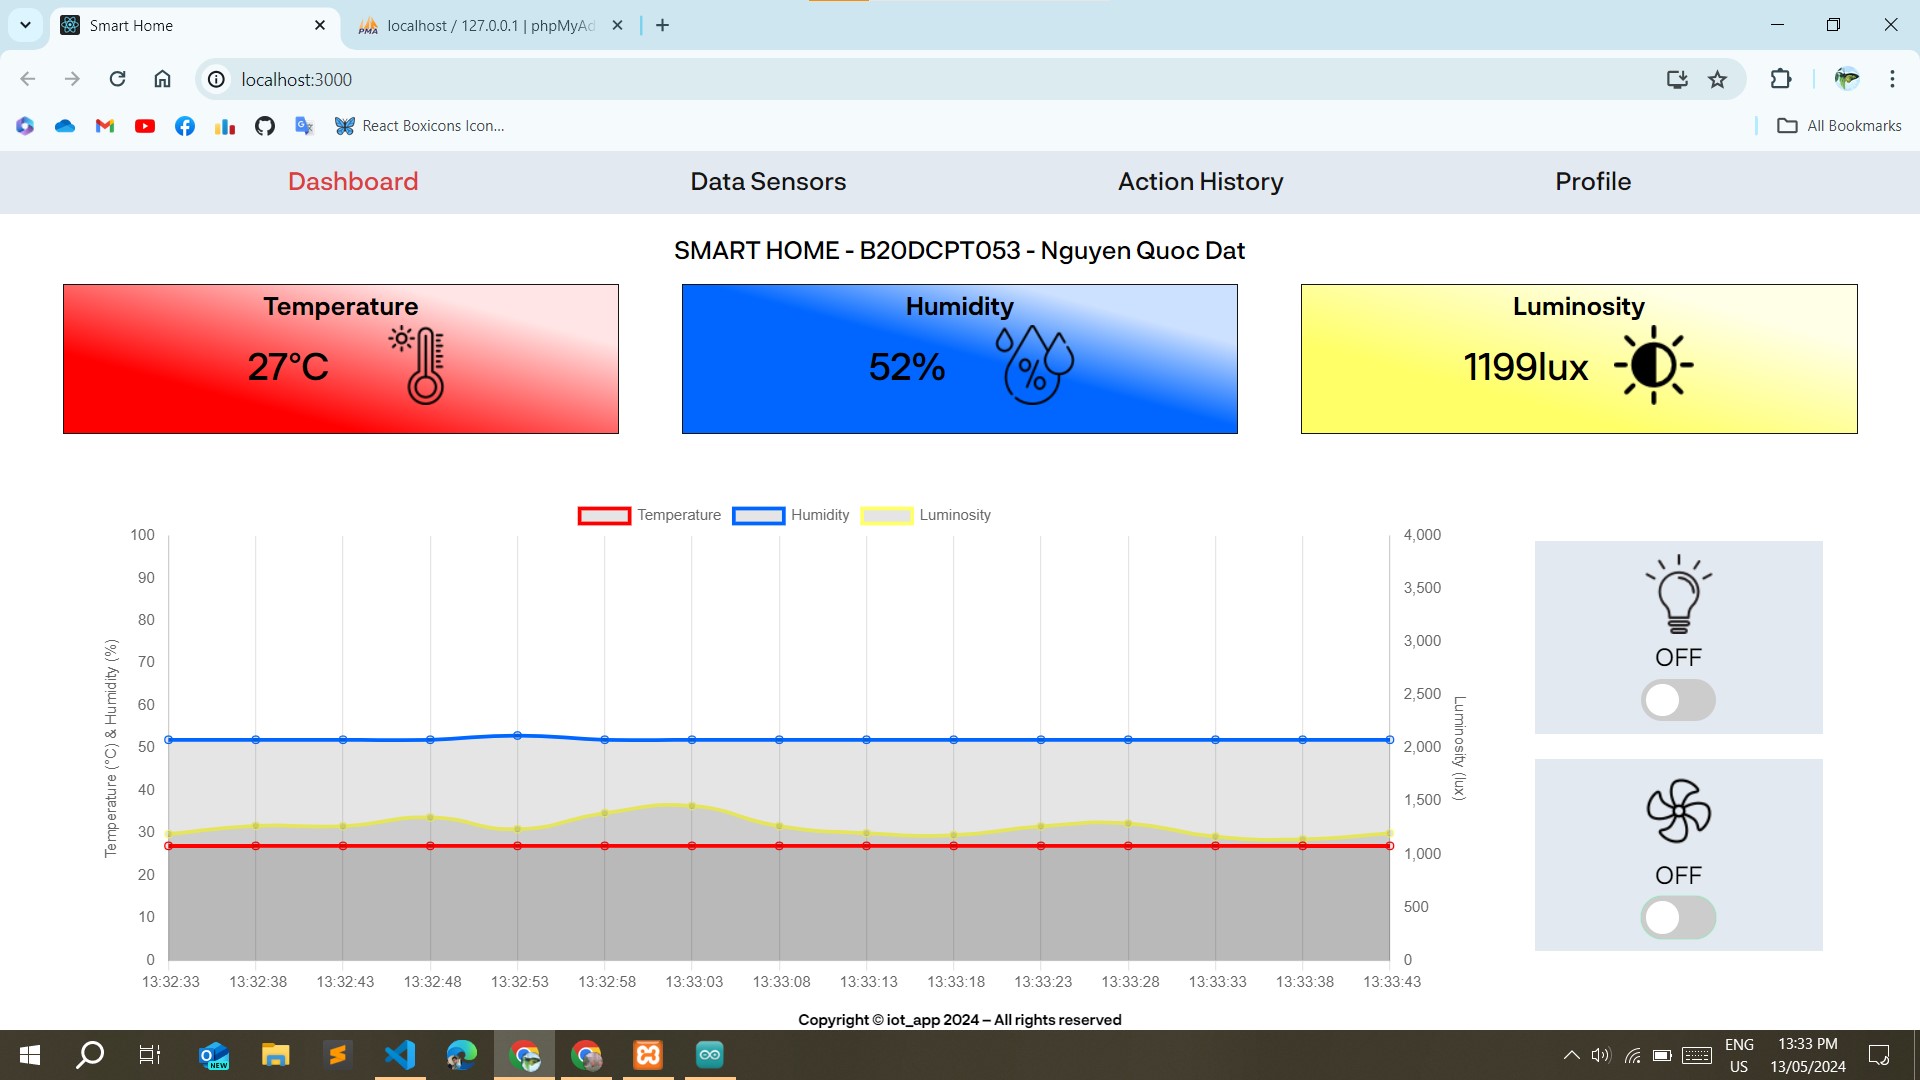 Smart Home
localhost / 127.0.0.1 | phpMyAd
localhost:3000
React Boxicons Icon...
All Bookmarks
Dashboard
Data Sensors
Action History
Profile
SMART HOME - B20DCPT053 - Nguyen Quoc Dat
Temperature
27°C
Humidity
52%
%
Luminosity
1199lux
Temperature
Humidity
Luminosity
100
90
80
70
60
50
40
30
20
10
0
Temperature (°C) & Humidity (%)
4,000
3,500
3,000
2,500
2,000
1,500
1,000
500
0
Luminosity (lux)
13:32:33
13:32:38
13:32:43
13:32:48
13:32:53
13:32:58
13:33:03
13:33:08
13:33:13
13:33:18
13:33:23
13:33:28
13:33:33
13:33:38
13:33:43
OFF
OFF
Copyright © iot_app 2024 – All rights reserved
NEW
ENG
US
13:33 PM
13/05/2024